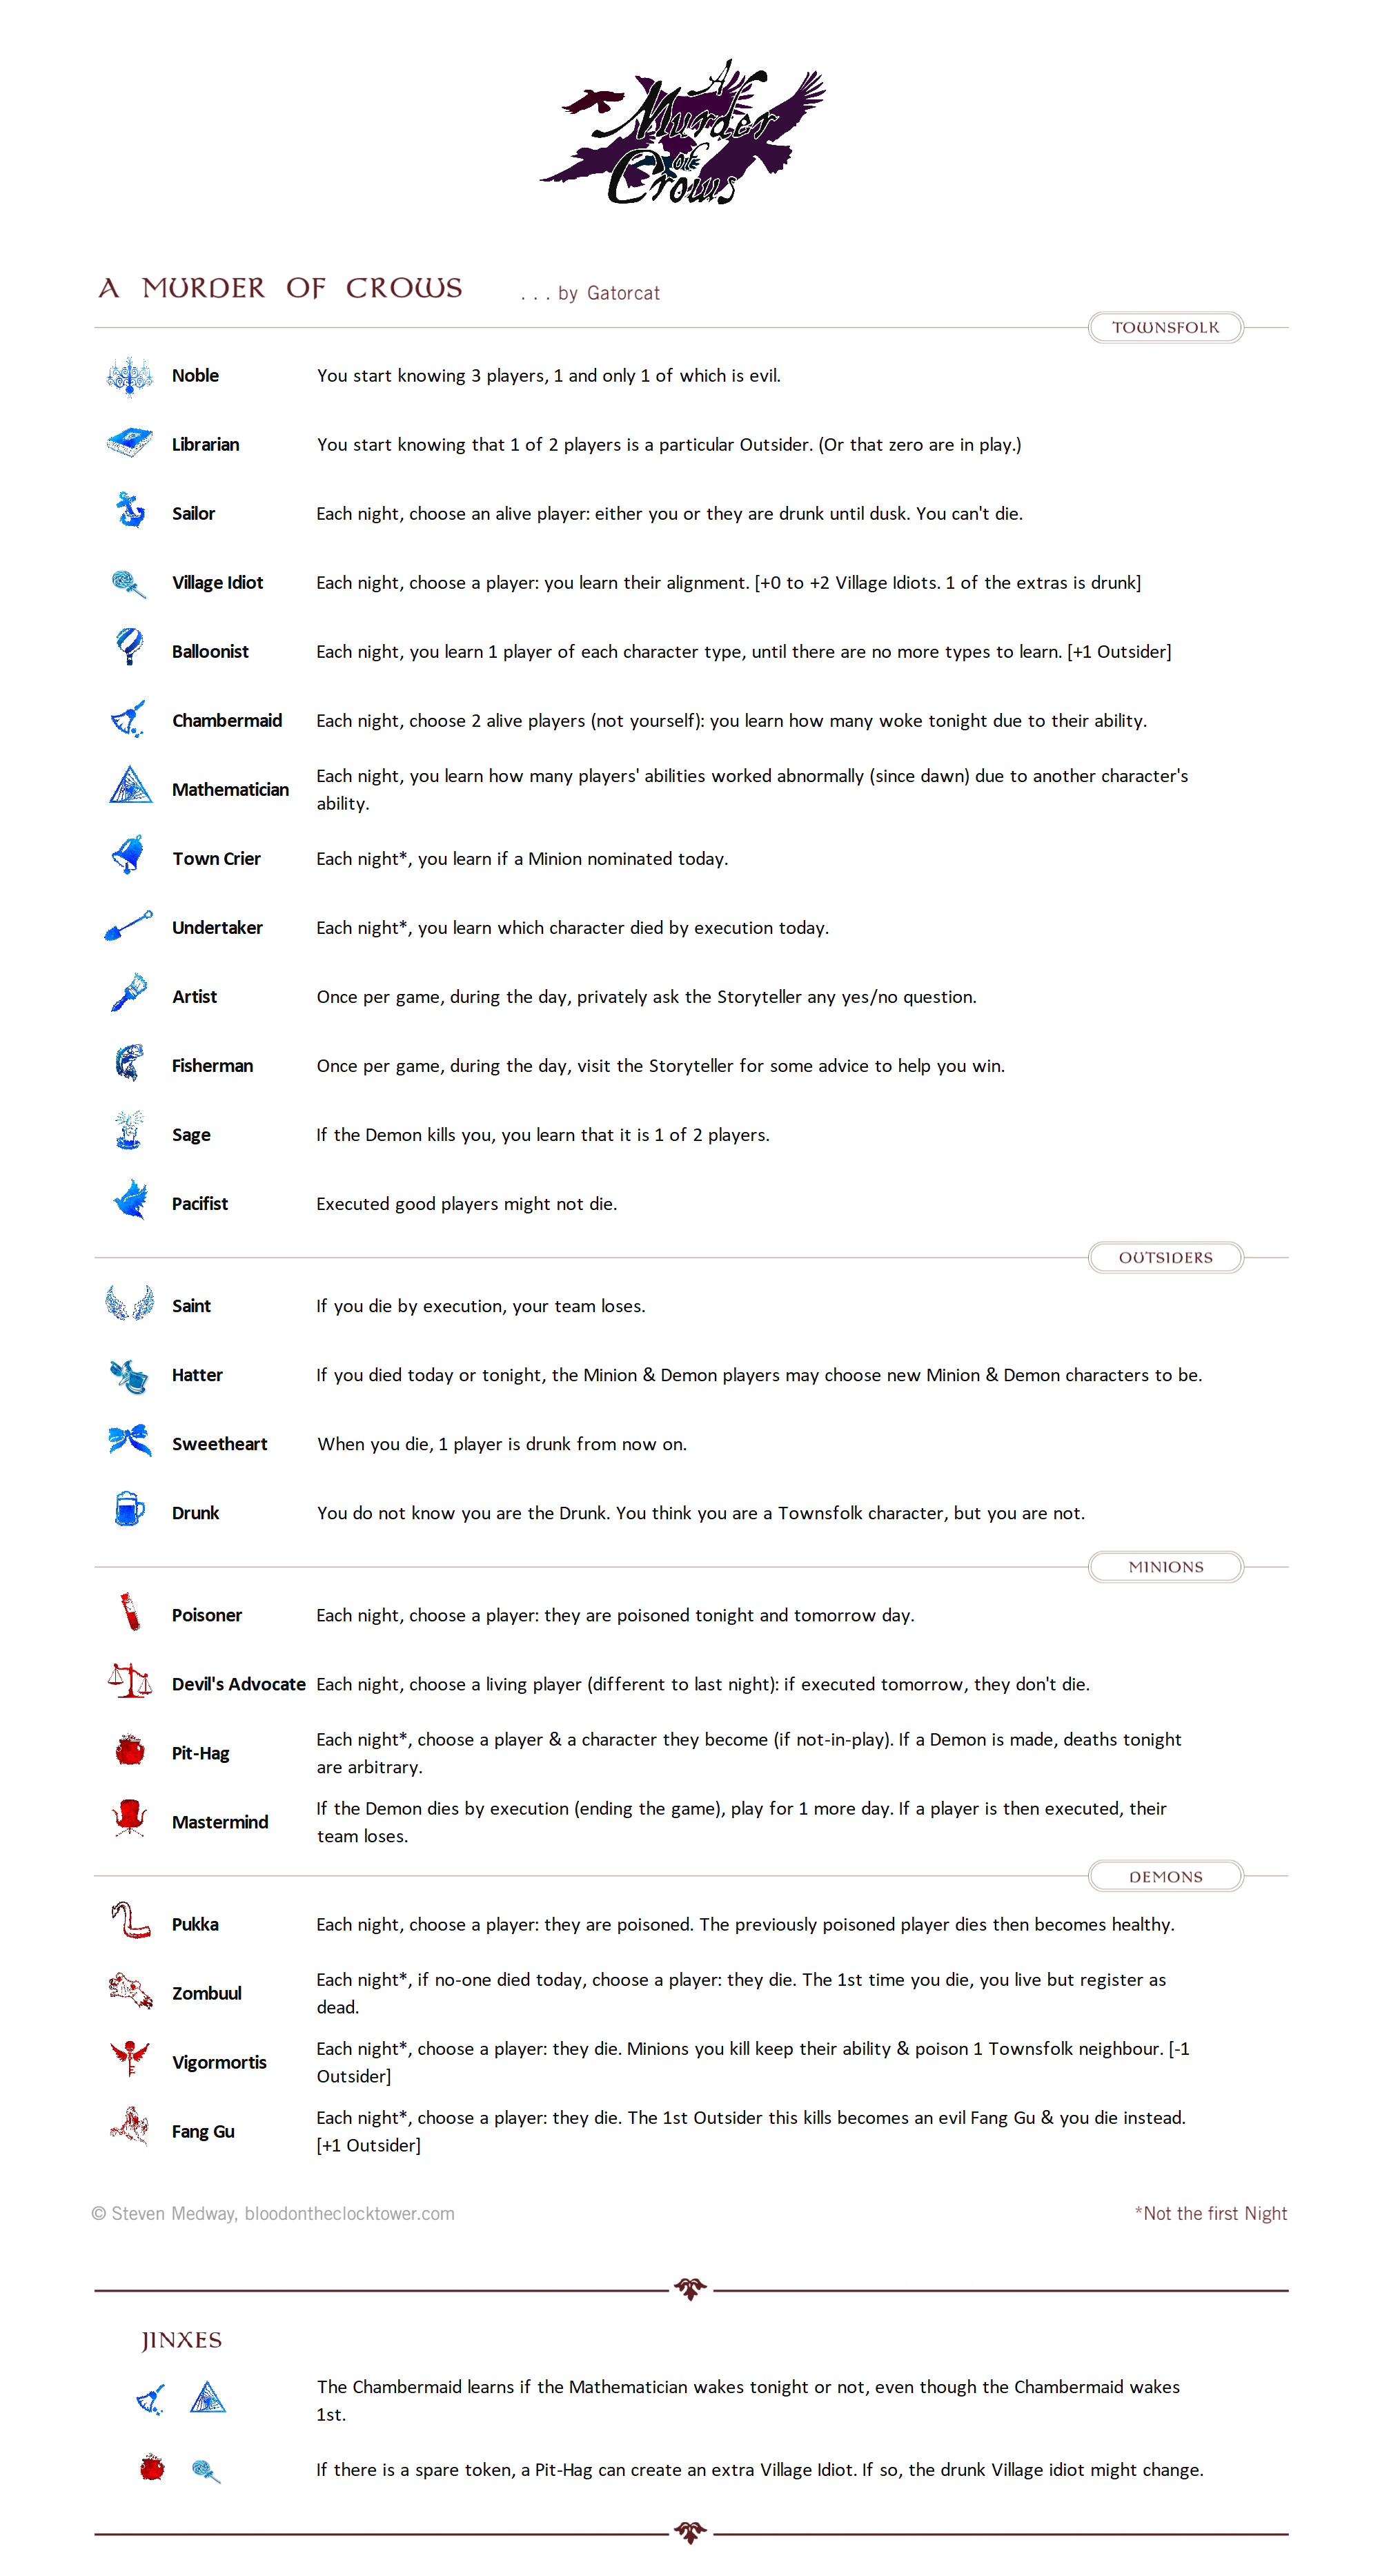 A
Murder
of
Crows
A MURDER OF CROWS ... by Gatorcat
TOWNSFOLK
Noble You start knowing 3 players, 1 and only 1 of which is evil.
Librarian You start knowing that 1 of 2 players is a particular Outsider. (Or that zero are in play.)
Sailor Each night, choose an alive player: either you or they are drunk until dusk. You can't die.
Village Idiot Each night, choose a player: you learn their alignment. [+0 to +2 Village Idiots. 1 of the extras is drunk]
Balloonist Each night, you learn 1 player of each character type, until there are no more types to learn. [+1 Outsider]
Chambermaid Each night, choose 2 alive players (not yourself): you learn how many woke tonight due to their ability.
Mathematician Each night, you learn how many players' abilities worked abnormally (since dawn) due to another character's
ability.
Town Crier Each night*, you learn if a Minion nominated today.
Undertaker Each night*, you learn which character died by execution today.
Artist Once per game, during the day, privately ask the Storyteller any yes/no question.
Fisherman Once per game, during the day, visit the Storyteller for some advice to help you win.
Sage If the Demon kills you, you learn that it is 1 of 2 players.
Pacifist Executed good players might not die.
OUTSIDERS
Saint If you die by execution, your team loses.
Hatter If you died today or tonight, the Minion & Demon players may choose new Minion & Demon characters to be.
Sweetheart When you die, 1 player is drunk from now on.
Drunk You do not know you are the Drunk. You think you are a Townsfolk character, but you are not.
MINIONS
Poisoner Each night, choose a player: they are poisoned tonight and tomorrow day.
Devil's Advocate Each night, choose a living player (different to last night): if executed tomorrow, they don't die.
Pit-Hag Each night*, choose a player & a character they become (if not-in-play). If a Demon is made, deaths tonight
are arbitrary.
Mastermind If the Demon dies by execution (ending the game), play for 1 more day. If a player is then executed, their
team loses.
DEMONS
Pukka Each night, choose a player: they are poisoned. The previously poisoned player dies then becomes healthy.
Zombuul Each night*, if no-one died today, choose a player: they die. The 1st time you die, you live but register as
dead.
Vigormortis Each night*, choose a player: they die. Minions you kill keep their ability & poison 1 Townsfolk neighbour. [-1
Outsider]
Fang Gu Each night*, choose a player: they die. The 1st Outsider this kills becomes an evil Fang Gu & you die instead.
[+1 Outsider]
© Steven Medway, bloodontheclocktower.com *Not the first Night
JINXES
The Chambermaid learns if the Mathematician wakes tonight or not, even though the Chambermaid wakes
1st.
If there is a spare token, a Pit-Hag can create an extra Village Idiot. If so, the drunk Village idiot might change.